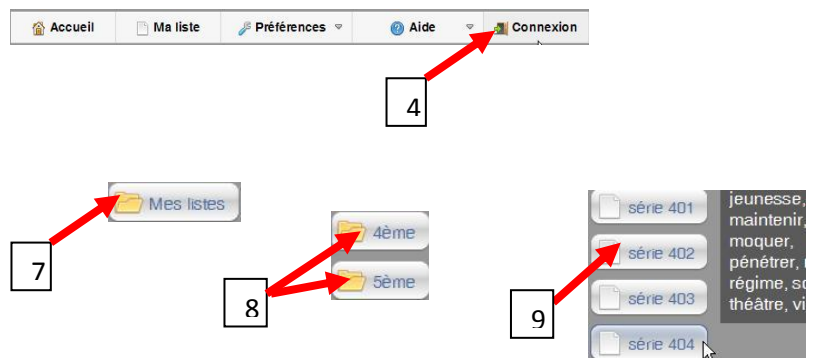 Accueil Ma liste Préférences Aide Connexion
4
Mes listes
7
4ème
5ème
8
série 401
série 402
série 403
série 404
jeunesse,
maintenir,
moquer,
pénétrer,
régime,
théâtre,
9